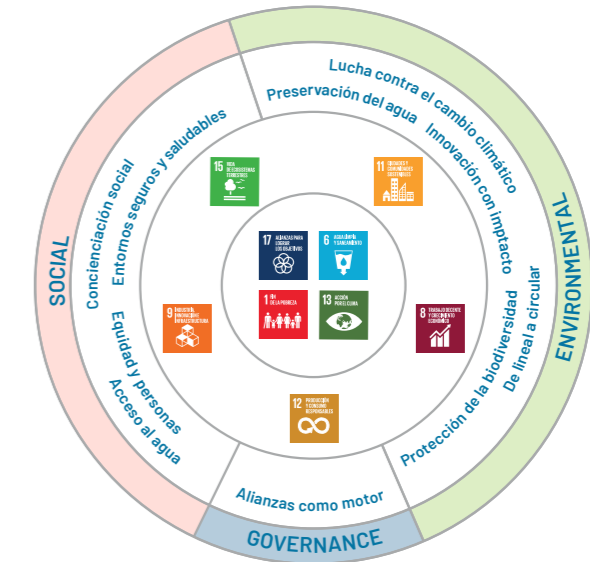 SOCIAL
ENVIRONMENTAL
GOVERNANCE
Lucha contra el cambio climático
Preservación del agua
Innovación con imptacto
De lineal a circular
Protección de la biodiversidad
Alianzas como motor
Concienciación social
Entornos seguros y saludables
Equidad y personas
Acceso al agua
15 VIDA
DE ECOSISTEMAS
TERRESTRES
11 CIUDADES Y
COMUNIDADES
SOSTENIBLES
17 ALIANZAS PARA
LOGRAR
LOS OBJETIVOS
6 AGUA LIMPIA
Y SANEAMIENTO
1 FIN
DE LA POBREZA
13 ACCIÓN
POR EL CLIMA
9 INDUSTRIA,
INNOVACIÓN E
INFRAESTRUCTURA
8 TRABAJO DECENTE
Y CRECIMIENTO
ECONÓMICO
12 PRODUCCIÓN
Y CONSUMO
RESPONSABLES